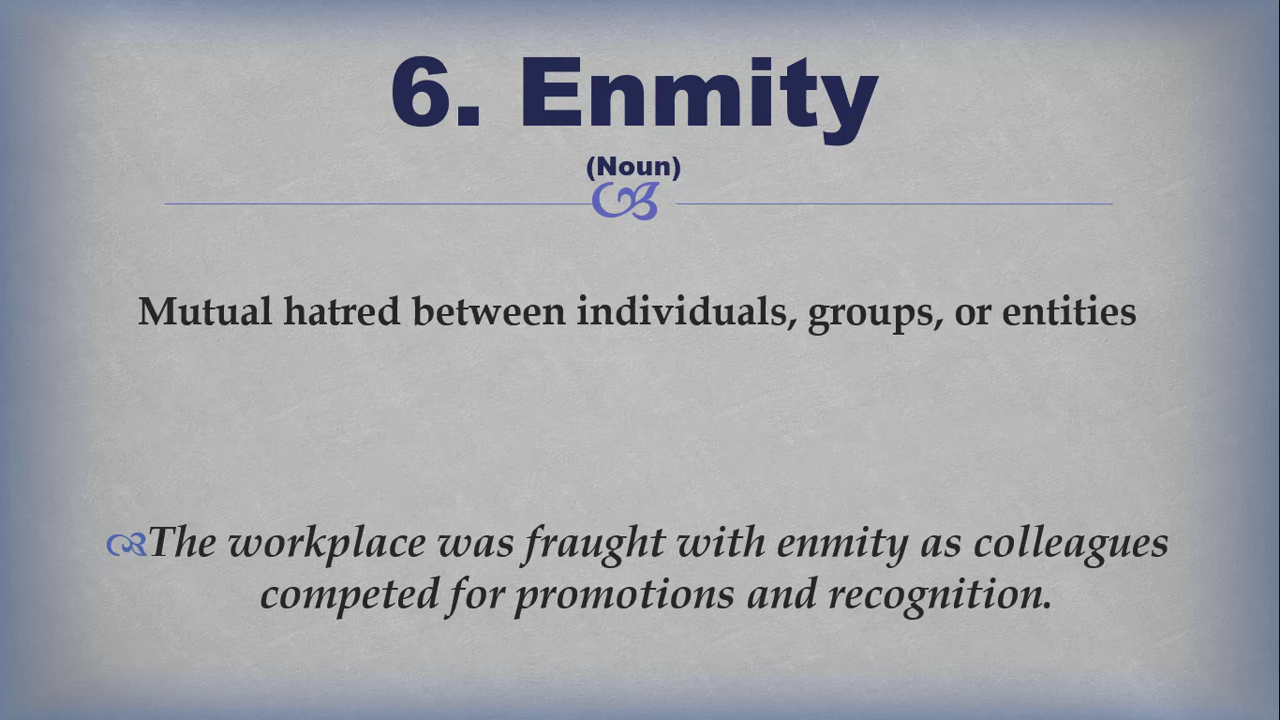 6. Enmity
(Noun)
Mutual hatred between individuals, groups, or entities
The workplace was fraught with enmity as colleagues
competed for promotions and recognition.